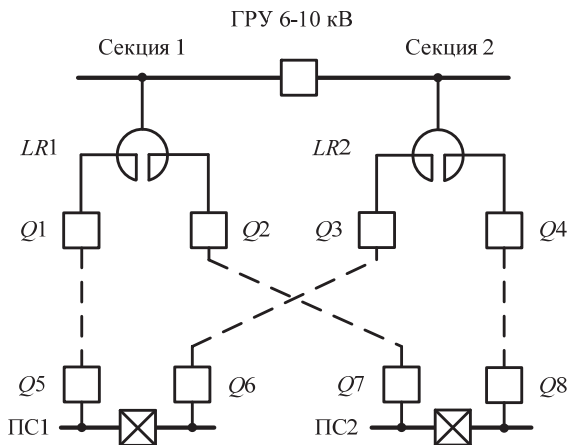 ГРУ 6-10 кВ
Секция 1 Секция 2
LR1 LR2
Q1 Q2 Q3 Q4
Q5 Q6 Q7 Q8
ПС1 ПС2